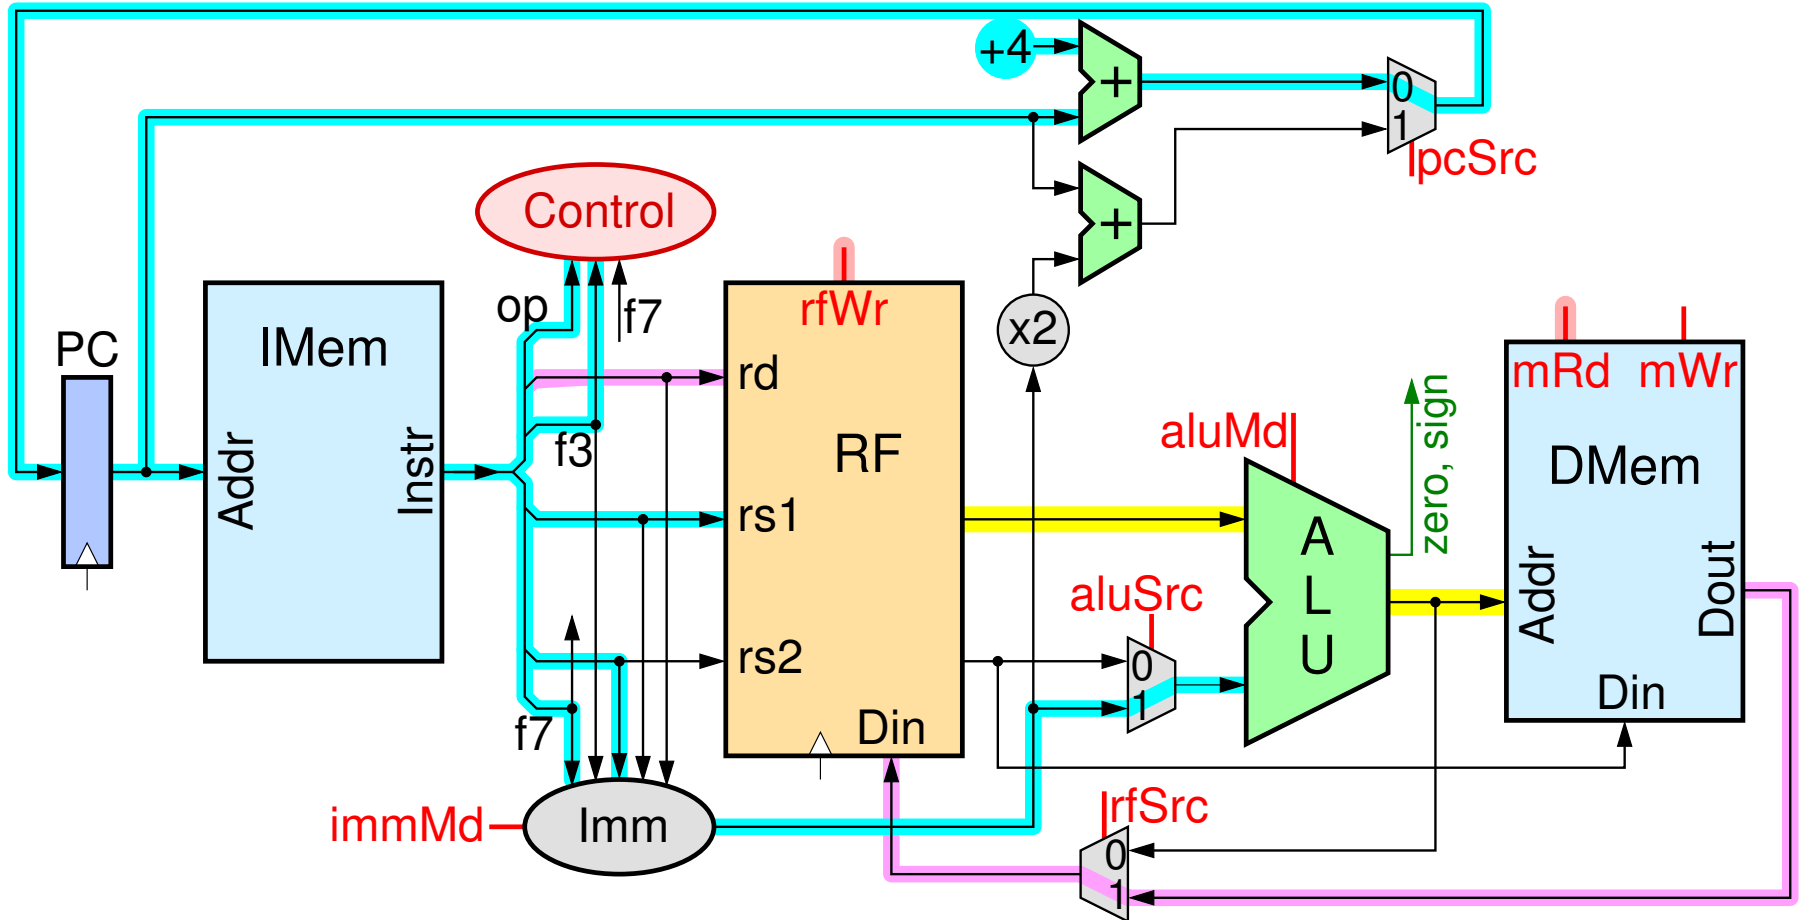 +4
+
0
1
pcSrc
Control
+
op
f7
rfWr
x2
PC
IMem
rd
mRd
mWr
zero, sign
aluMd
f3
RF
DMem
Addr
Instr
rs1
A
L
U
Addr
Dout
aluSrc
0
1
rs2
Din
f7
Din
immMd
Imm
rfSrc
0
1